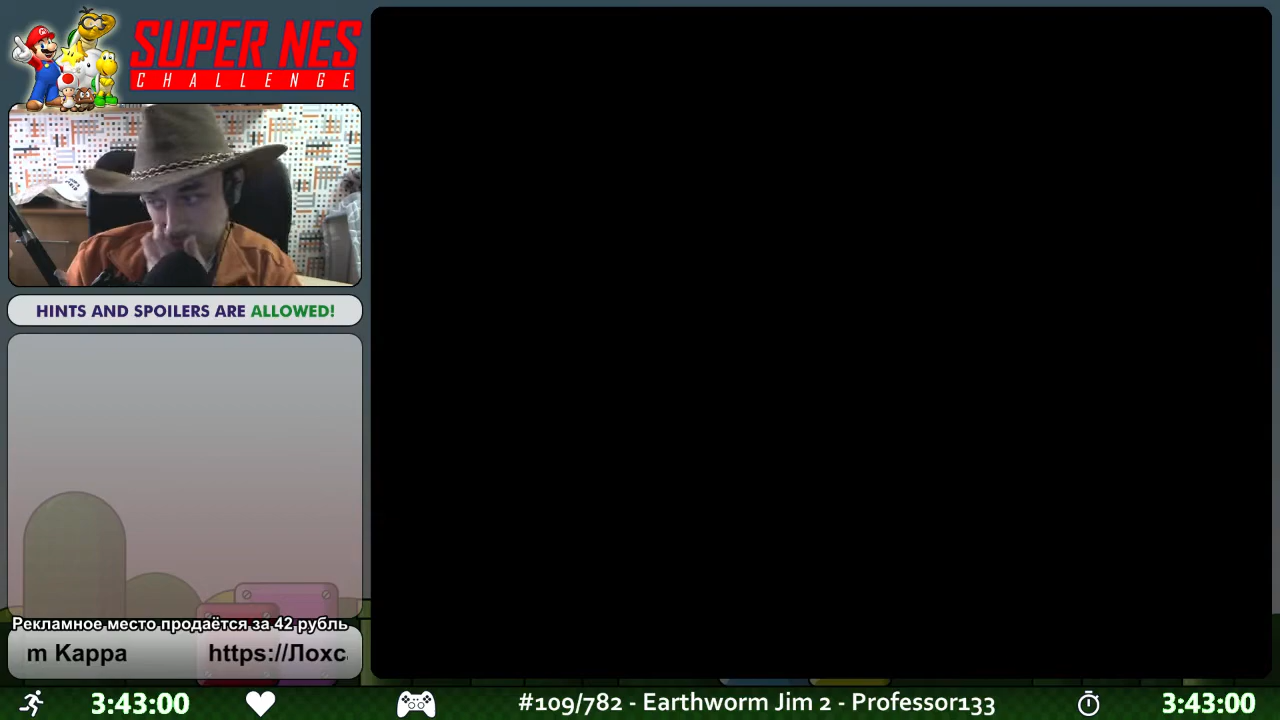 SUPER NES
CHALLENGE
HINTS AND SPOILERS ARE ALLOWED!
Рекламное место продаётся за 42 рубль
m Kappa https://Лохс
3:43:00
#109/782 - Earthworm Jim 2 - Professor133
3:43:00